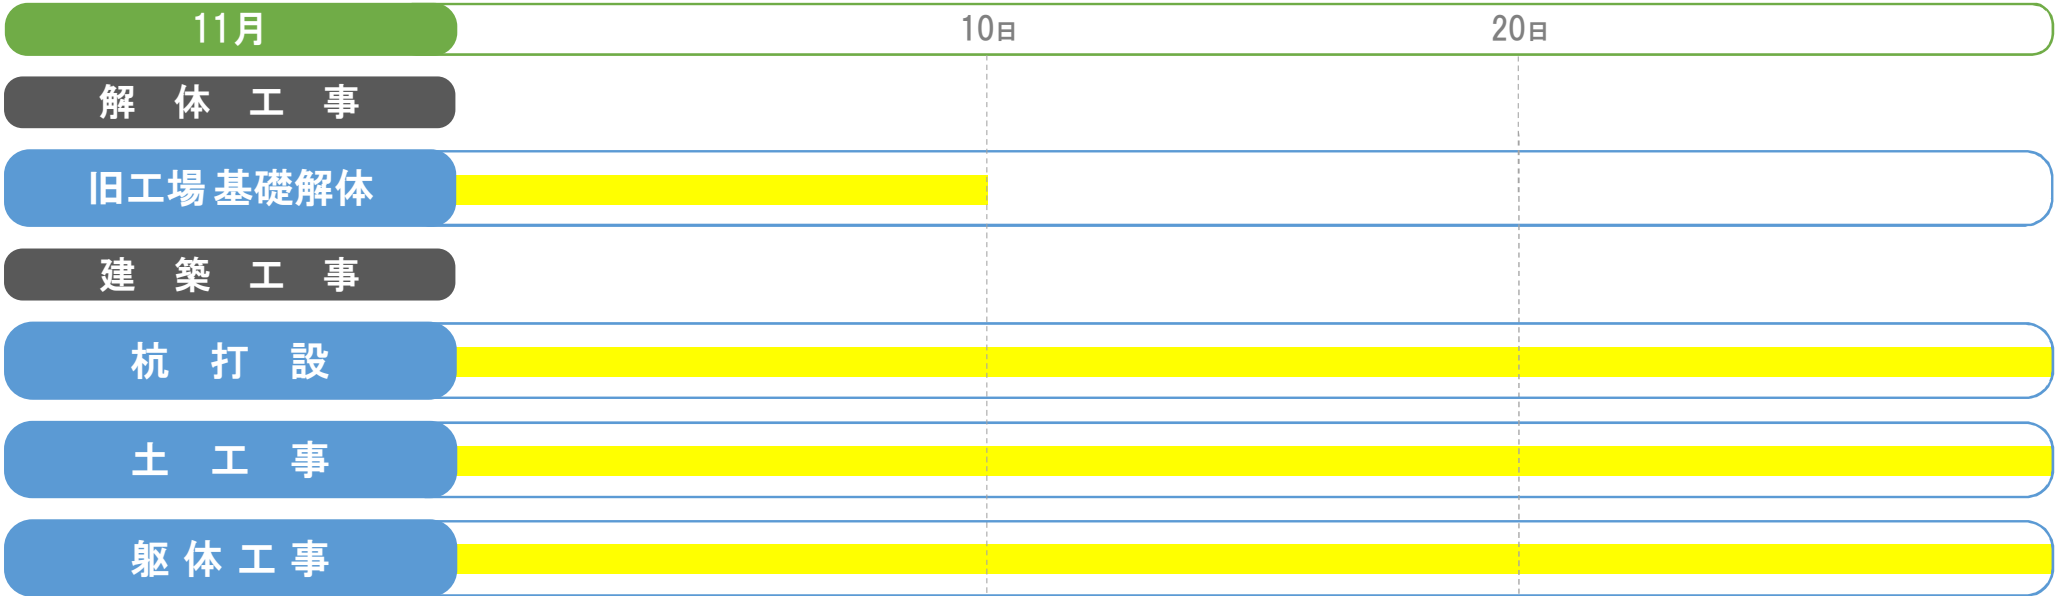 11月 10日 20日
解体工事
旧工場 基礎解体
建築工事
杭打設
土工事
躯体工事